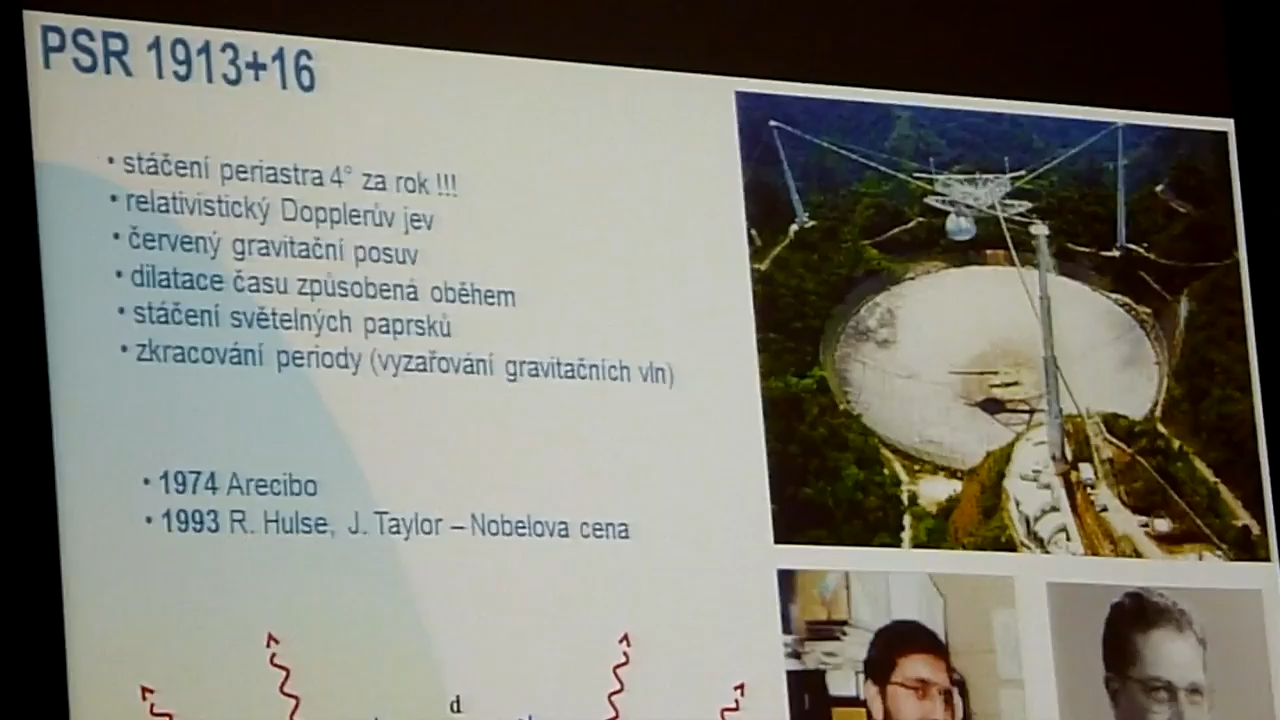 PSR 1913+16
• stáčení periastra 4° za rok !!!
• relativistický Dopplerův jev
• červený gravitační posuv
• dilatace času způsobená oběhem
• stáčení světelných paprsků
• zkracování periody (vyzařování gravitačních vln)
• 1974 Arecibo
• 1993 R. Hulse, J. Taylor – Nobelova cena
d